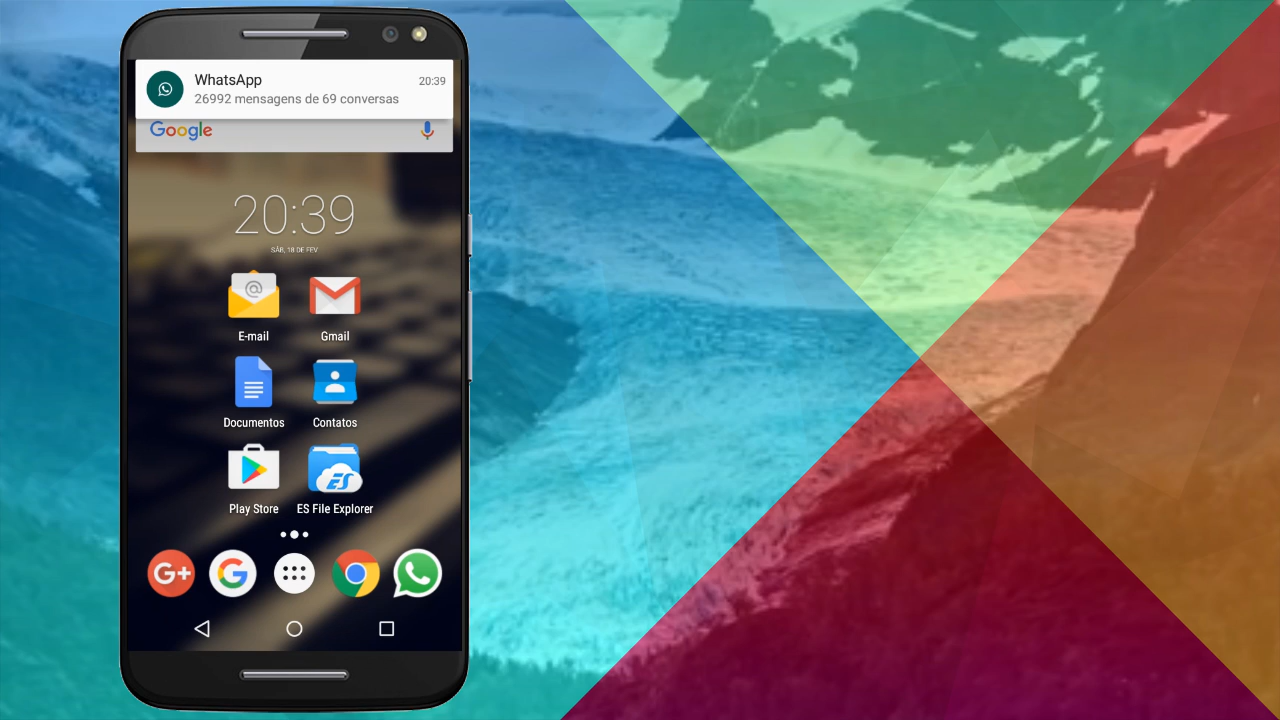 WhatsApp
20:39
26992 mensagens de 69 conversas
Google
20:39
SÁB, 18 DE FEV
E-mail
Gmail
Documentos
Contatos
Play Store
ES File Explorer